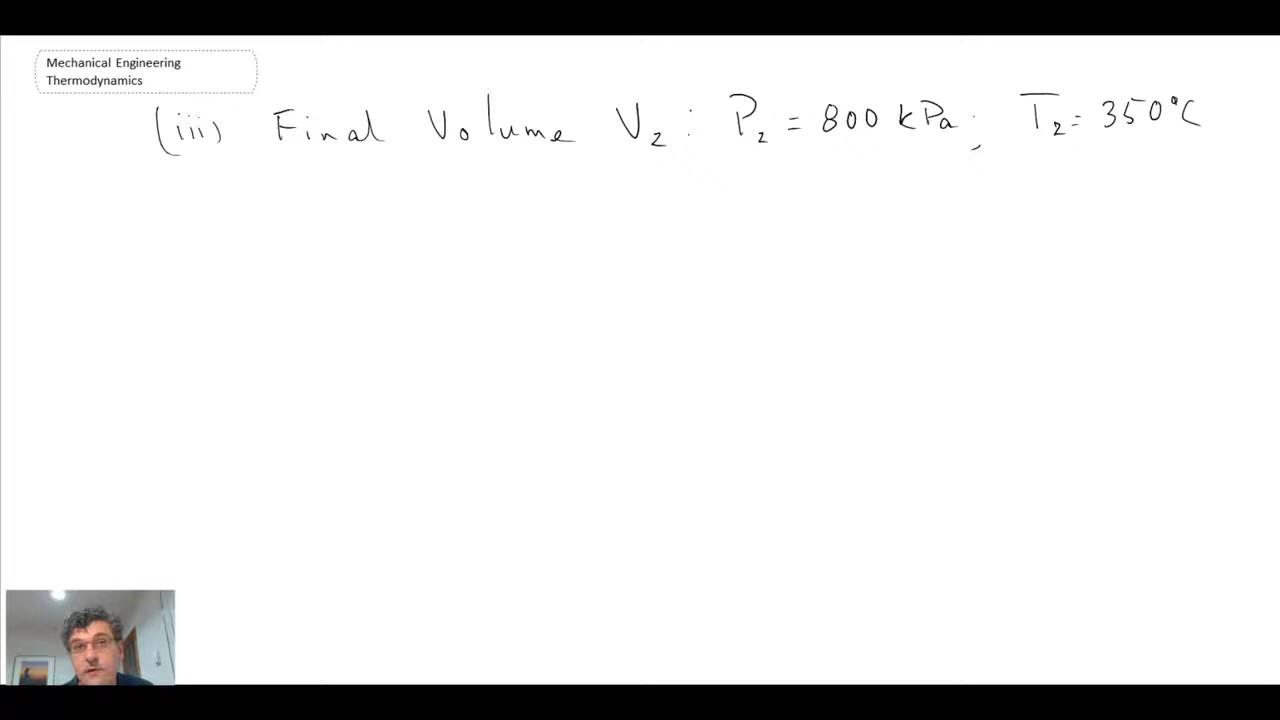 Mechanical Engineering
Thermodynamics
(iii) Final Volume V₂ : P₂ = 800 kPa ; T₂ = 350°C